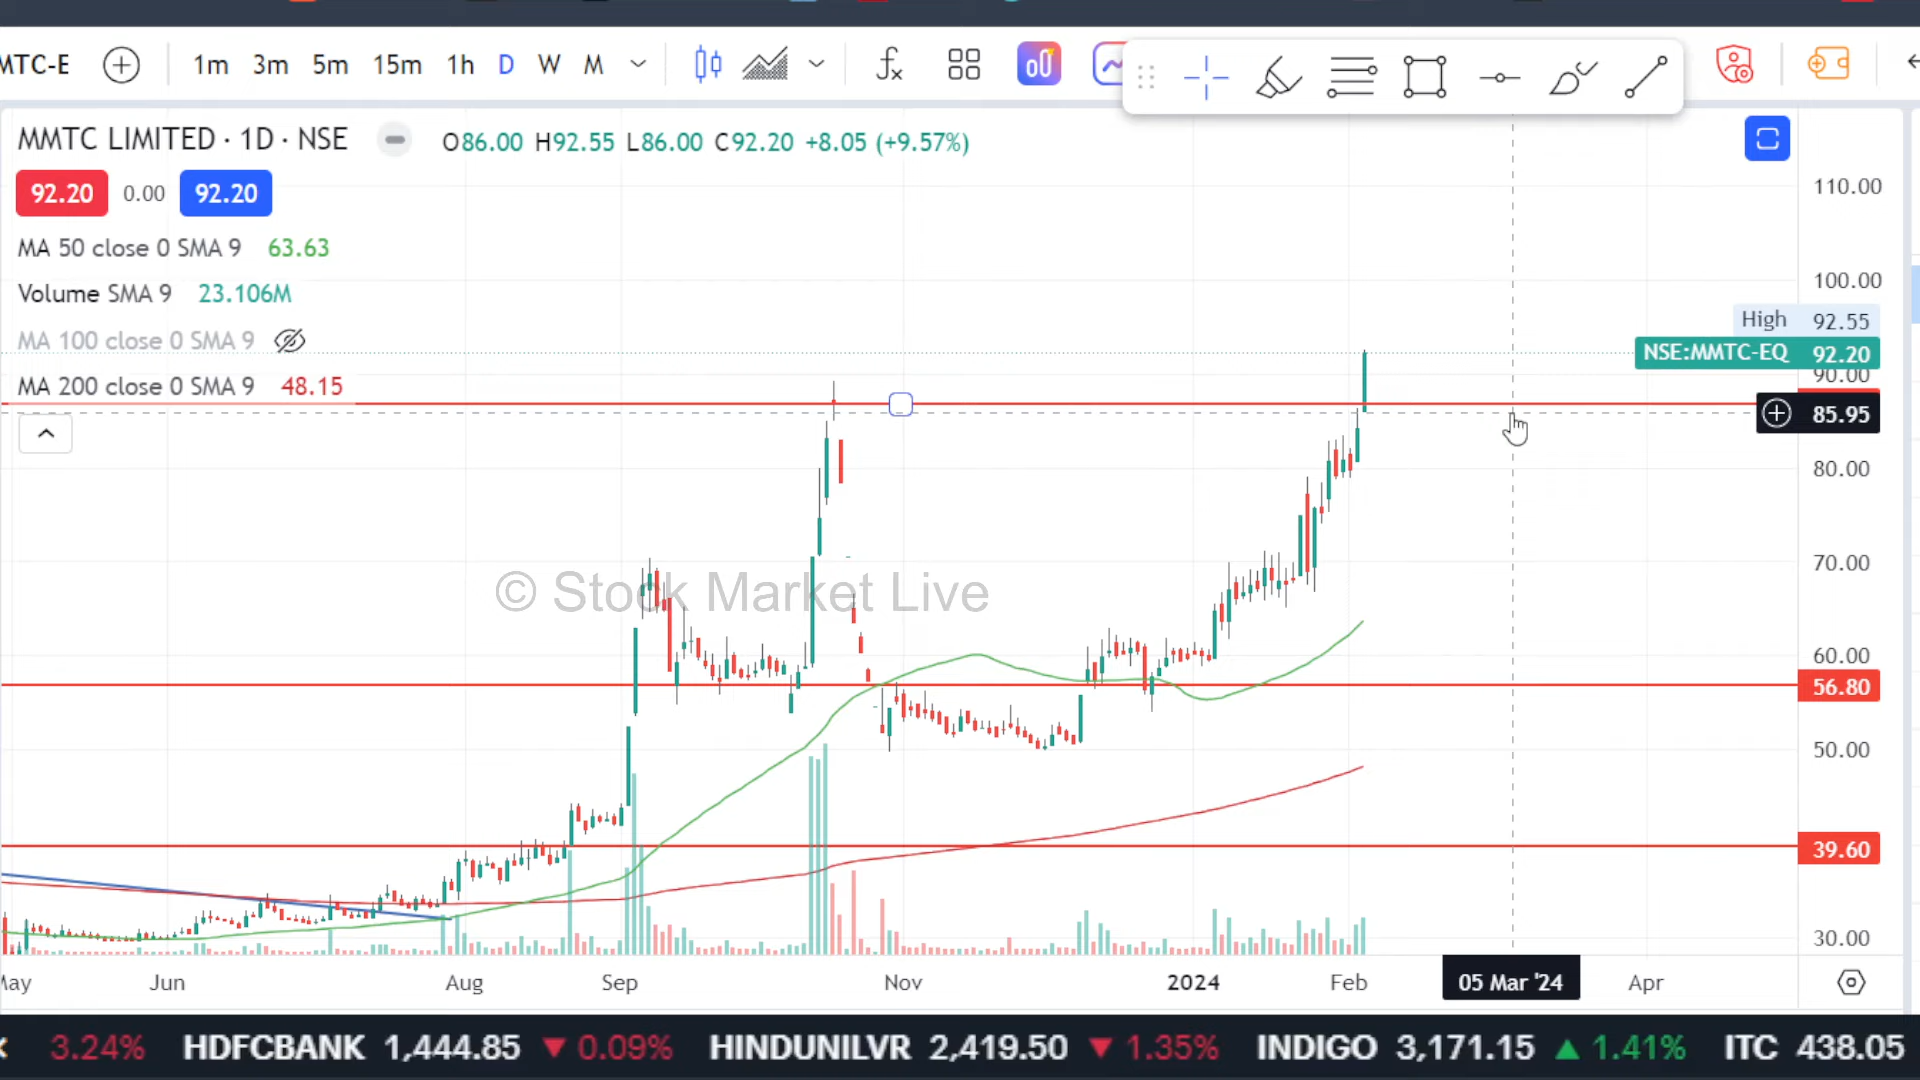 MTC-E 1m 3m 5m 15m 1h D W M
MMTC LIMITED · 1D · NSE O86.00 H92.55 L86.00 C92.20 +8.05 (+9.57%)
92.20 0.00 92.20
MA 50 close 0 SMA 9 63.63
Volume SMA 9 23.106M
MA 100 close 0 SMA 9
MA 200 close 0 SMA 9 48.15
110.00
100.00
High 92.55
NSE:MMTC-EQ 92.20
90.00
85.95
80.00
70.00
© Stock Market Live
60.00
56.80
50.00
39.60
30.00
May Jun Aug Sep Nov 2024 Feb 05 Mar '24 Apr
3.24% HDFCBANK 1,444.85 ▼ 0.09% HINDUNILVR 2,419.50 ▼ 1.35% INDIGO 3,171.15 ▲ 1.41% ITC 438.05